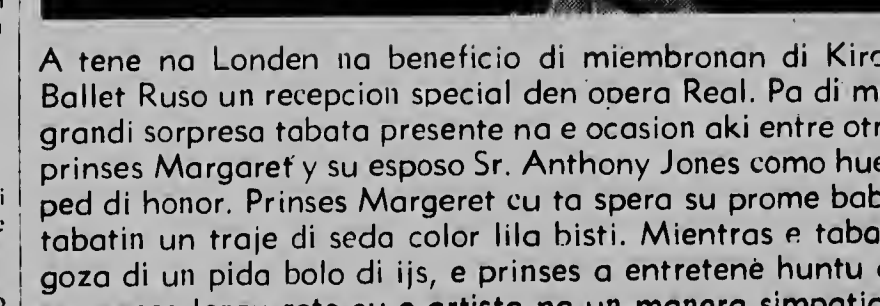 A tene na Londen na beneficio di miembronan di Kiro
Ballet Ruso un recepcion special den opera Real. Pa di m
grandi sorpresa tabata presente na e ocasion aki entre otr
prinses Margaret y su esposo Sr. Anthony Jones como hue
ped di honor. Prinses Margeret cu ta spera su prome bab
tabatin un traje di seda color lila bisti. Mientras e taba
goza di un pida bolo di ijs, e prinses a entretenè huntu